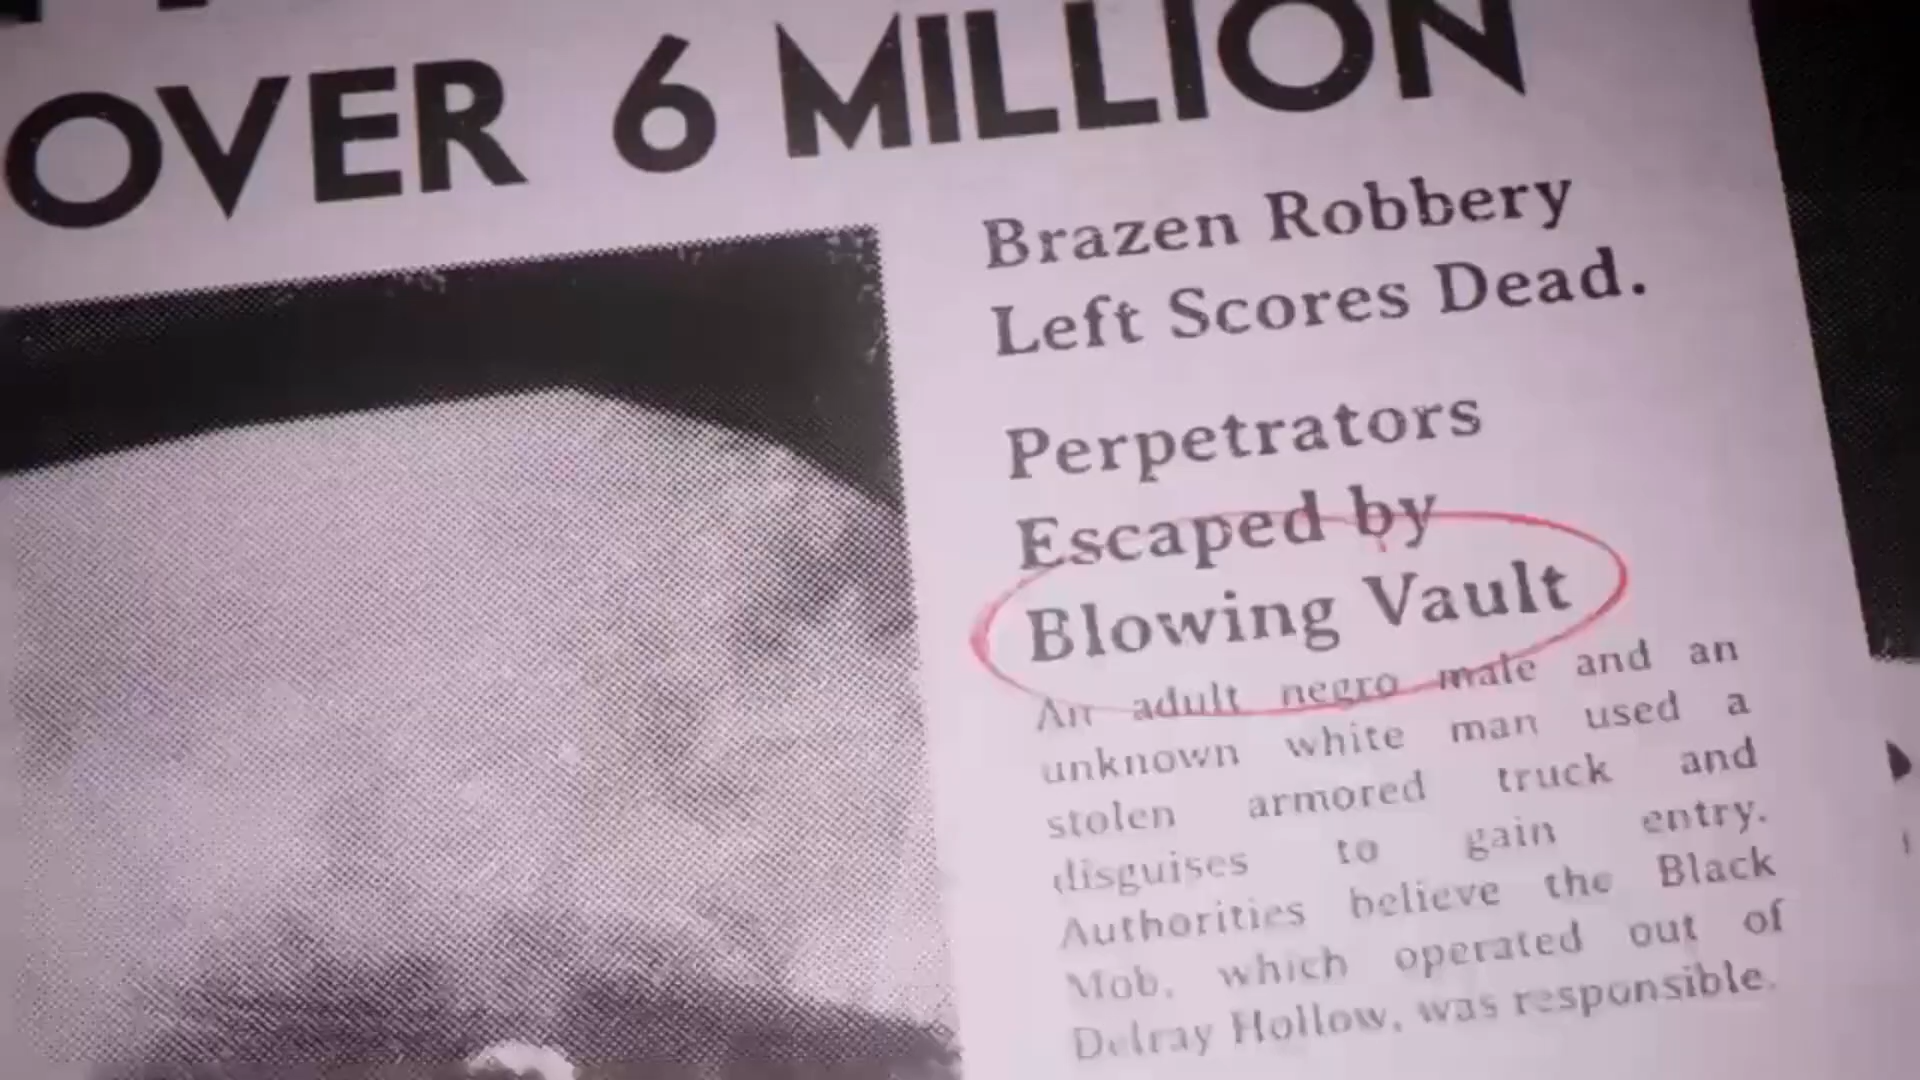 OVER 6 MILLION
Brazen Robbery
Left Scores Dead.
Perpetrators
Escaped by
Blowing Vault
An adult negro male and an
unknown white man used a
stolen armored truck and
disguises to gain entry.
Authorities believe the Black
Mob, which operated out of
Delray Hollow, was responsible.